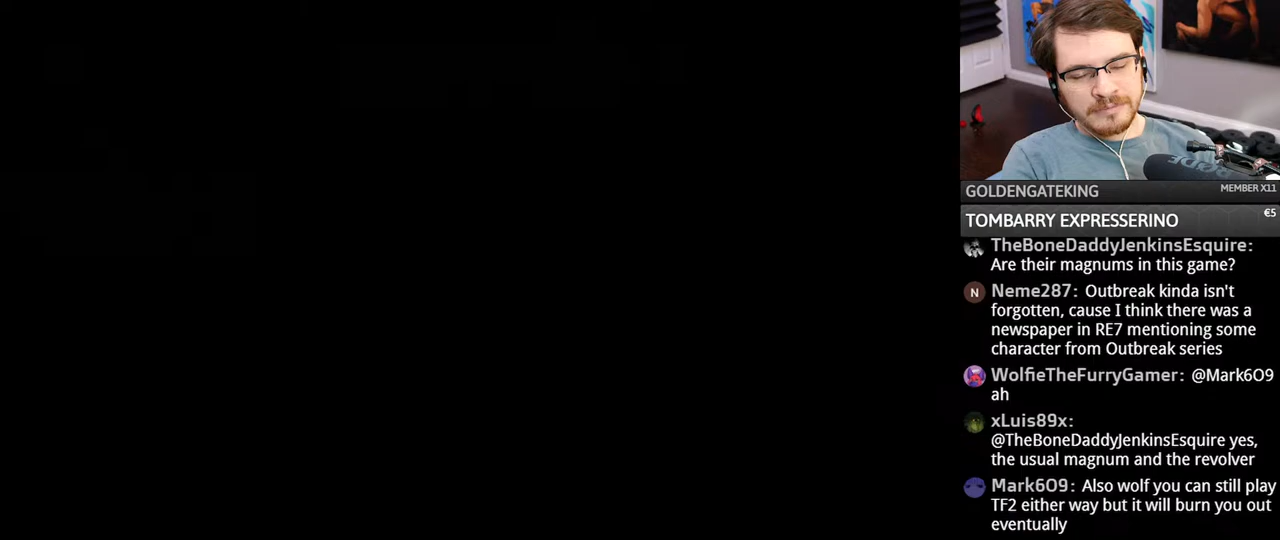 GOLDENGATEKING MEMBER X11
TOMBARRY EXPRESSERINO €5
TheBoneDaddyJenkinsEsquire:
Are their magnums in this game?
N Neme287: Outbreak kinda isn't
forgotten, cause I think there was a
newspaper in RE7 mentioning some
character from Outbreak series
WolfieTheFurryGamer: @Mark6O9
ah
xLuis89x:
@TheBoneDaddyJenkinsEsquire yes,
the usual magnum and the revolver
Mark6O9: Also wolf you can still play
TF2 either way but it will burn you out
eventually
RODE